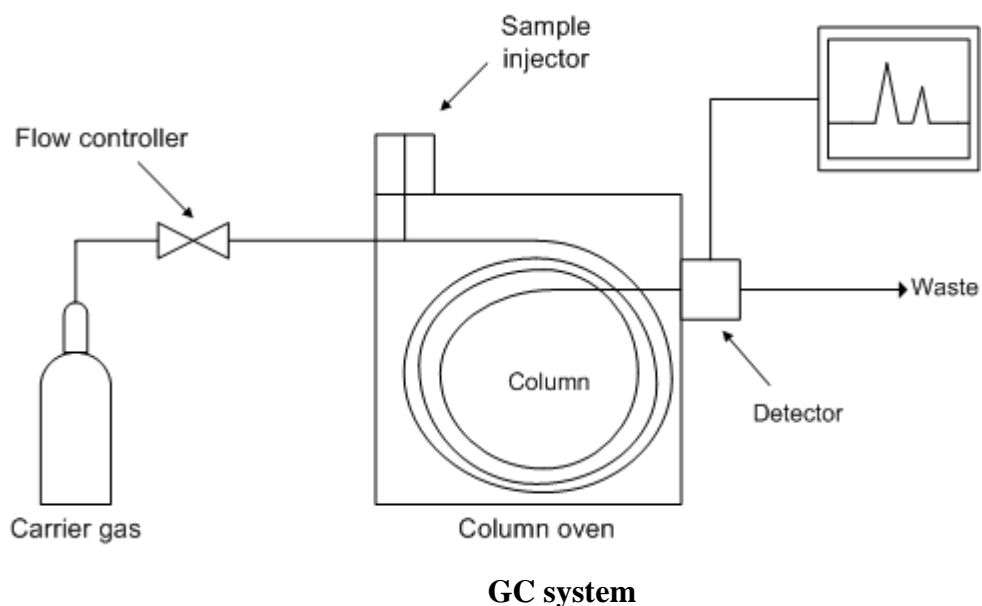 Sample
injector
Flow controller
Waste
Column
Detector
Carrier gas
Column oven
GC system